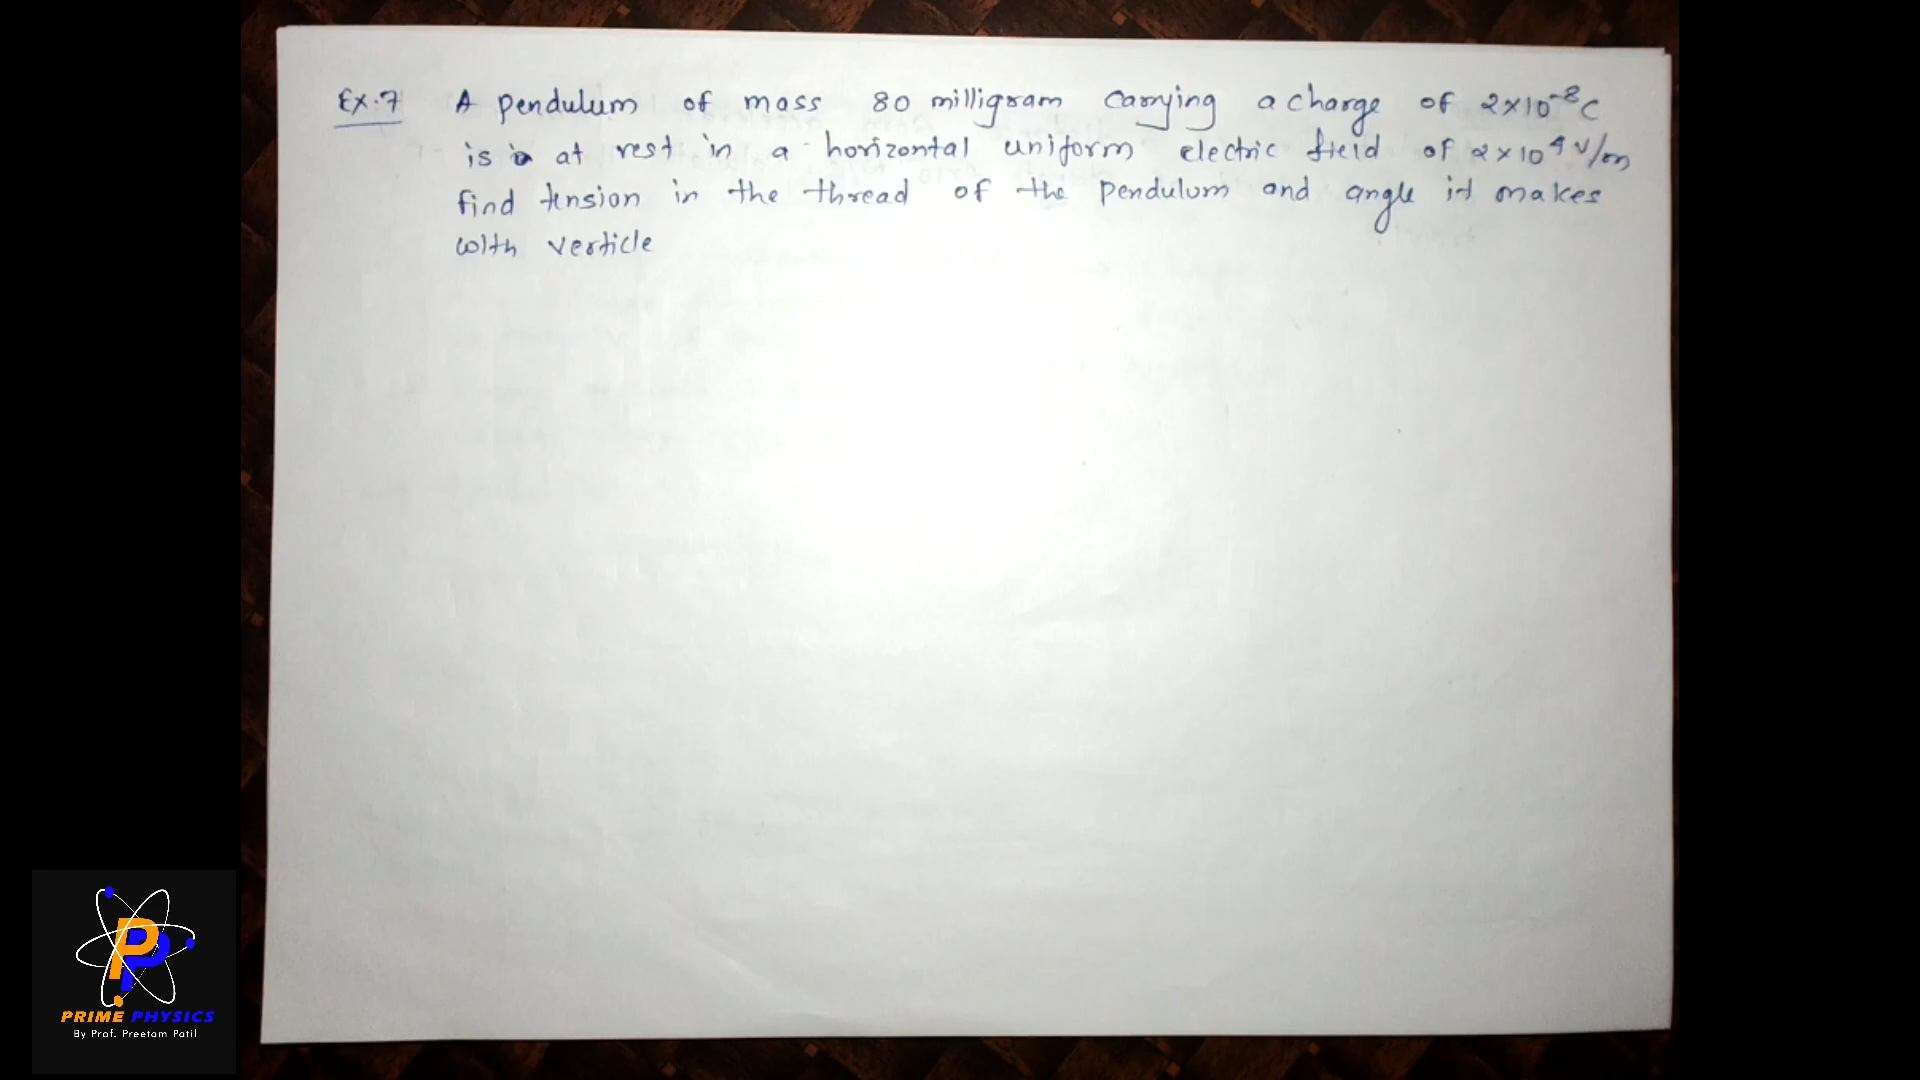 Ex.7 A pendulum of mass 80 milligram carrying a charge of 2×10⁻⁸C
is at rest in a horizontal uniform electric field of 2×10⁴ V/m
find tension in the thread of the pendulum and angle it makes
with verticle
PRIME PHYSICS
By Prof. Preetam Patil